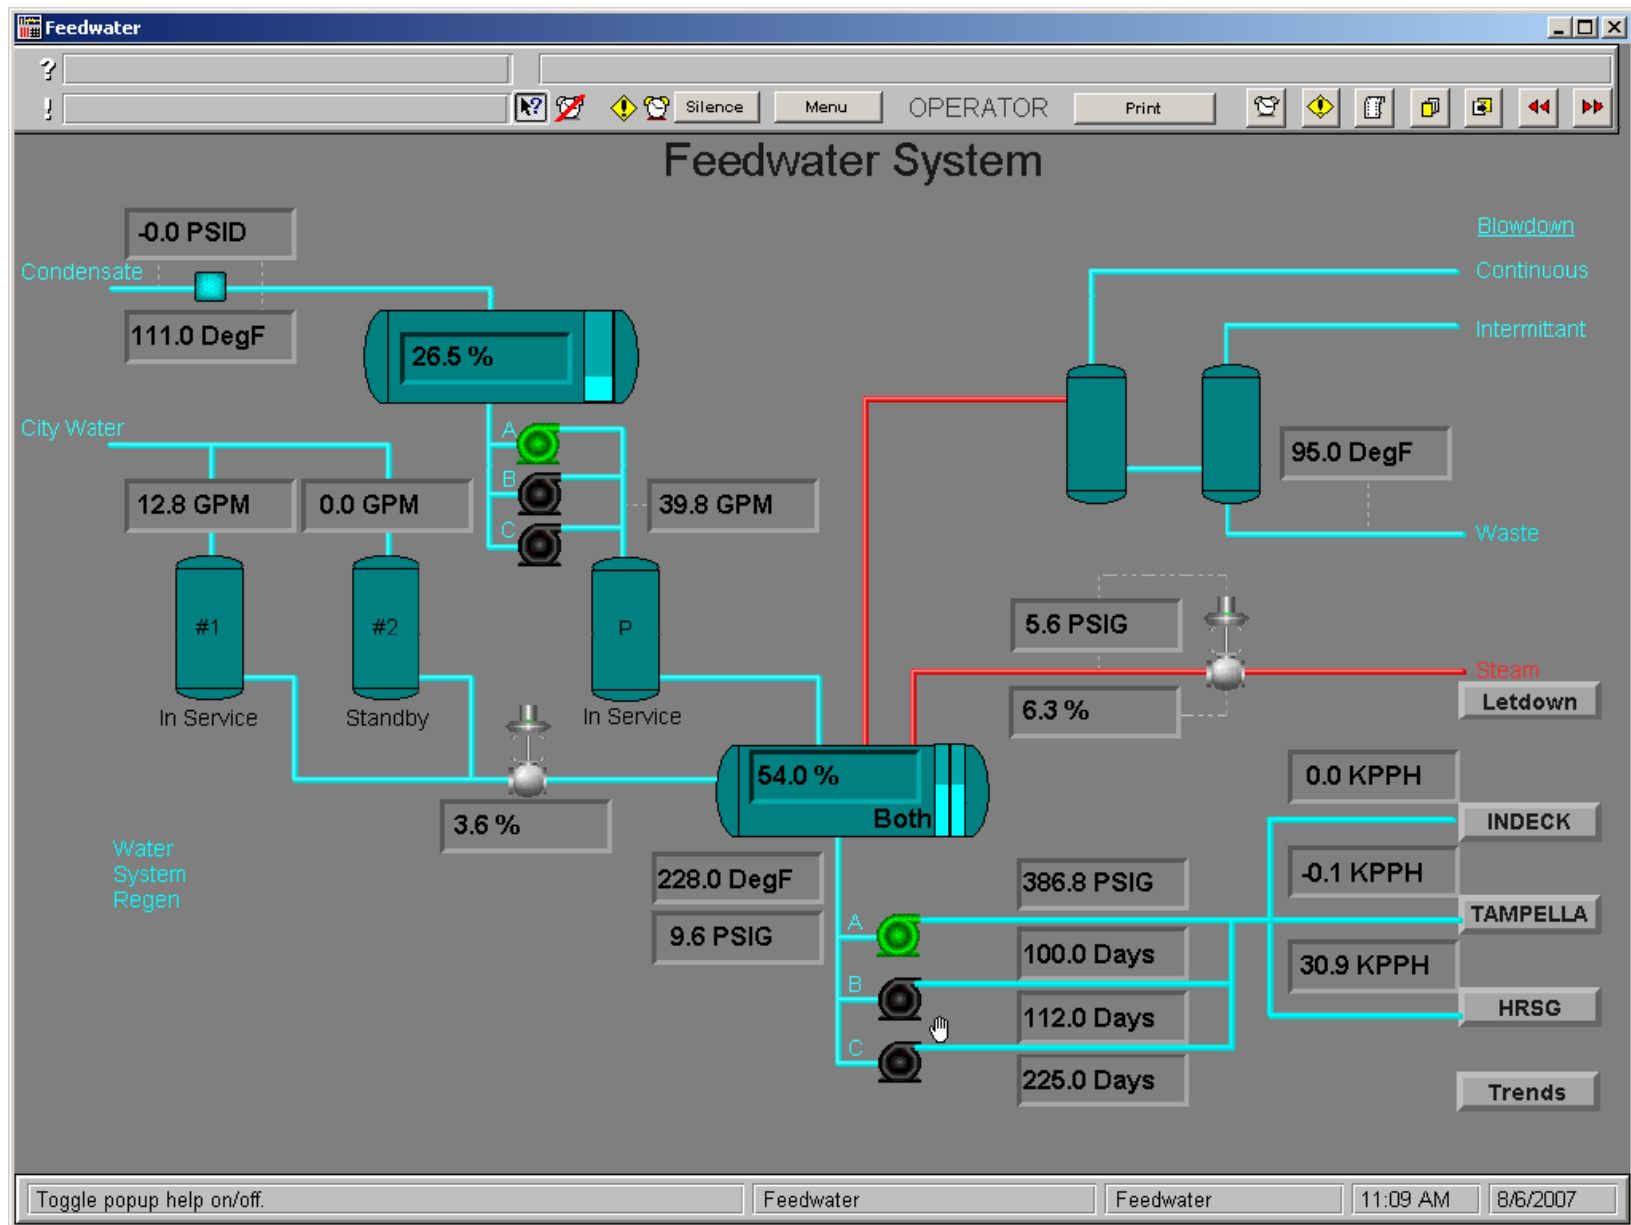 Feedwater
?
!
Silence
Menu
OPERATOR
Print
Feedwater System
-0.0 PSID
Condensate
111.0 DegF
26.5 %
Blowdown
Continuous
Intermittant
City Water
A
B
C
12.8 GPM
0.0 GPM
39.8 GPM
95.0 DegF
Waste
#1
#2
P
In Service
Standby
In Service
5.6 PSIG
6.3 %
Steam
Letdown
3.6 %
54.0 %
Both
0.0 KPPH
INDECK
Water
System
Regen
228.0 DegF
9.6 PSIG
386.8 PSIG
-0.1 KPPH
TAMPELLA
A
B
C
100.0 Days
112.0 Days
225.0 Days
30.9 KPPH
HRSG
Trends
Toggle popup help on/off.
Feedwater
Feedwater
11:09 AM
8/6/2007